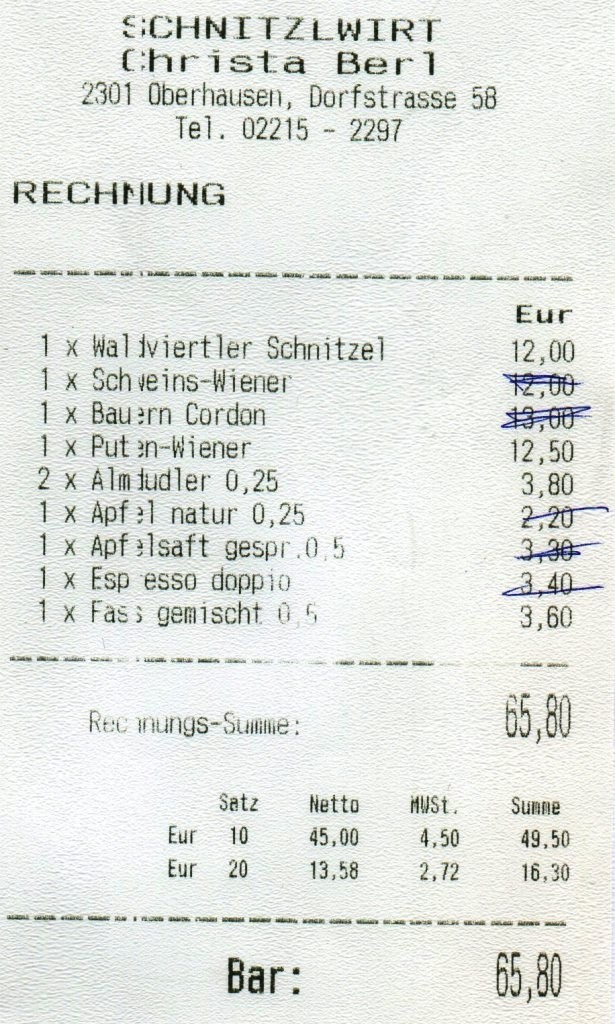 SCHNITZLWIRT
Christa Berl
2301 Oberhausen, Dorfstrasse 58
Tel. 02215 - 2297
RECHNUNG
Eur
1 x Waldviertler Schnitzel 12,00
1 x Schweins-Wiener 12,00
1 x Bauern Cordon 13,00
1 x Puten-Wiener 12,50
2 x Almdudler 0,25 3,80
1 x Apfel natur 0,25 2,20
1 x Apfelsaft gespr.0,5 3,30
1 x Espresso doppio 3,40
1 x Fass gemischt 0,5 3,60
Rechnungs-Summe: 65,80
Satz Netto MWSt. Summe
Eur 10 45,00 4,50 49,50
Eur 20 13,58 2,72 16,30
Bar: 65,80